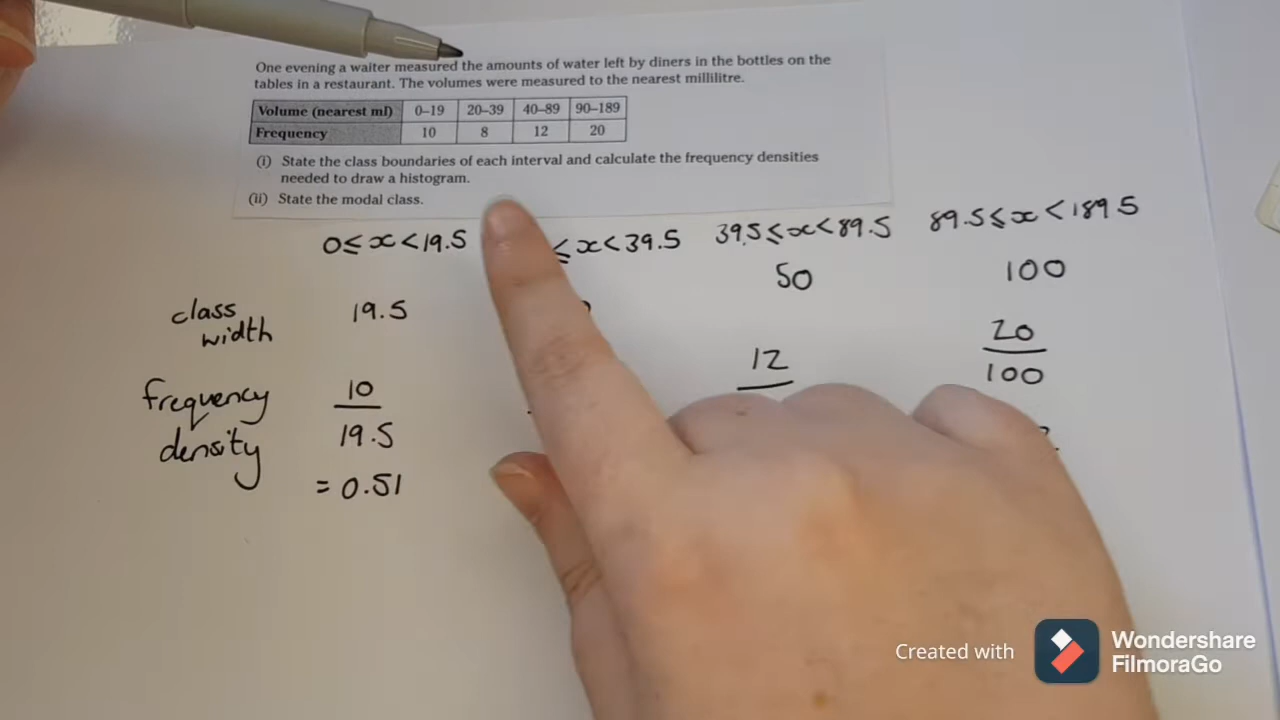 One evening a waiter measured the amounts of water left by diners in the bottles on the
tables in a restaurant. The volumes were measured to the nearest millilitre.
Volume (nearest ml) 0–19 20–39 40–89 90–189
Frequency 10 8 12 20
(i) State the class boundaries of each interval and calculate the frequency densities
needed to draw a histogram.
(ii) State the modal class.
0≤x<19.5 ≤x<39.5 39.5≤x<89.5 89.5≤x<189.5
class width 19.5 50 100
frequency density 10/19.5 12 20/100
= 0.51
Created with
Wondershare
FilmoraGo